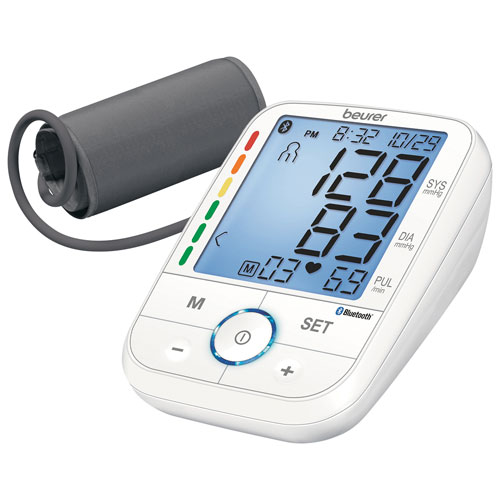 beurer
PM 8:32 10/29
128 SYS mmHg
83 DIA mmHg
M 03 69 PUL /min
Bluetooth®
M
SET